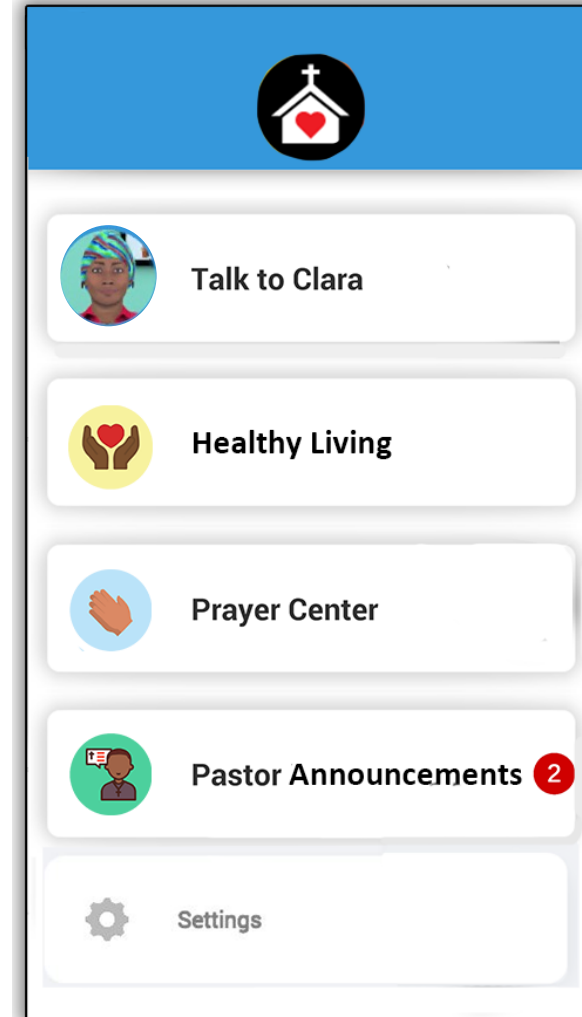 Talk to Clara
Healthy Living
Prayer Center
Pastor Announcements 2
Settings